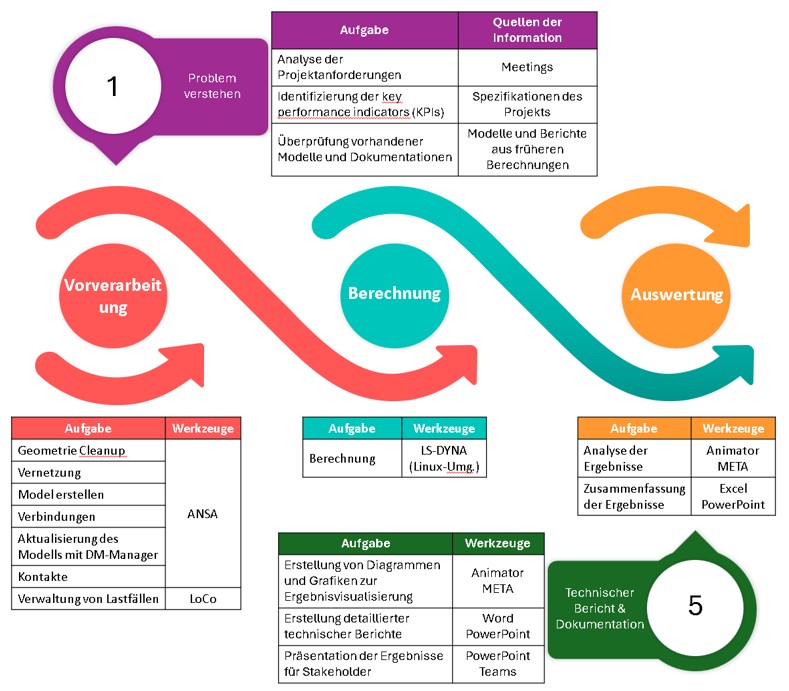 1
Problem
verstehen
Aufgabe
Quellen der
Information
Analyse der
Projektanforderungen
Meetings
Identifizierung der key
performance indicators (KPIs)
Spezifikationen des
Projekts
Überprüfung vorhandener
Modelle und Dokumentationen
Modelle und Berichte
aus früheren
Berechnungen
Vorverarbeit
ung
Berechnung
Auswertung
Aufgabe
Werkzeuge
Geometrie Cleanup
Vernetzung
Model erstellen
Verbindungen
Aktualisierung des
Modells mit DM-Manager
Kontakte
ANSA
Verwaltung von Lastfällen
LoCo
Aufgabe
Werkzeuge
Berechnung
LS-DYNA
(Linux-Umg.)
Aufgabe
Werkzeuge
Analyse der
Ergebnisse
Animator
META
Zusammenfassung
der Ergebnisse
Excel
PowerPoint
Aufgabe
Werkzeuge
Erstellung von Diagrammen
und Grafiken zur
Ergebnisvisualisierung
Animator
META
Erstellung detaillierter
technischer Berichte
Word
PowerPoint
Präsentation der Ergebnisse
für Stakeholder
PowerPoint
Teams
Technischer
Bericht &
Dokumentation
5